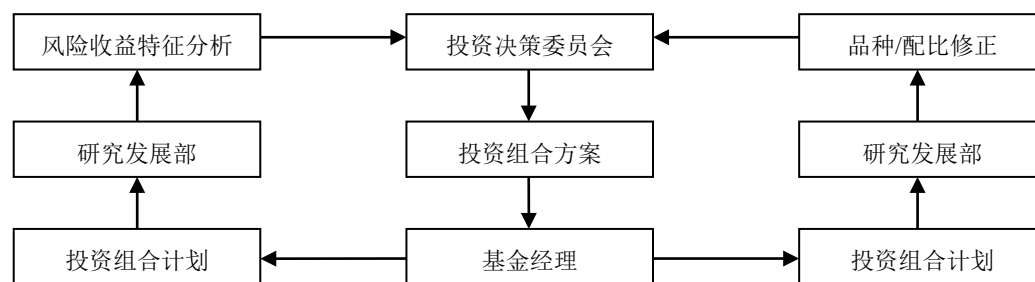 风险收益特征分析
投资决策委员会
品种/配比修正
研究发展部
投资组合方案
研究发展部
投资组合计划
基金经理
投资组合计划